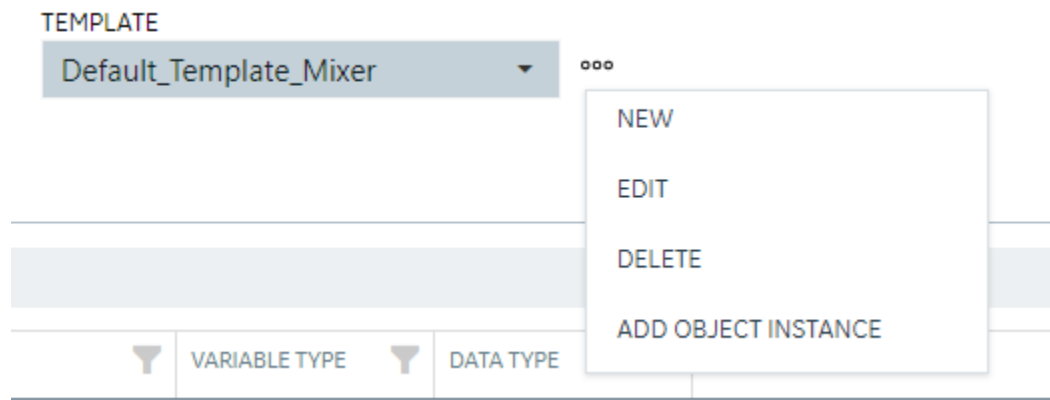 TEMPLATE
Default_Template_Mixer
NEW
EDIT
DELETE
ADD OBJECT INSTANCE
VARIABLE TYPE
DATA TYPE